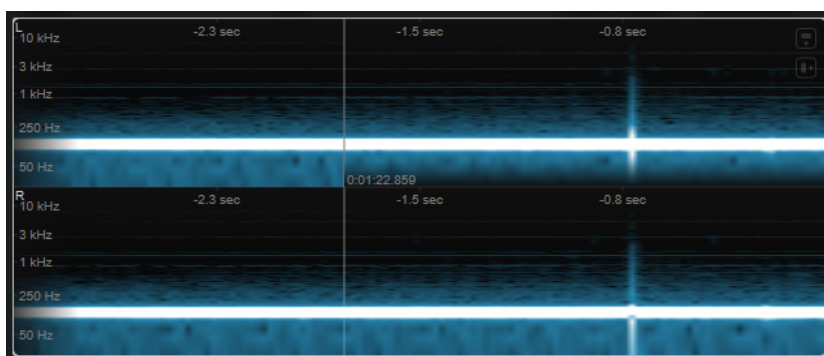 L
-2.3 sec -1.5 sec -0.8 sec
10 kHz
3 kHz
1 kHz
250 Hz
50 Hz
0:01:22.859
R
-2.3 sec -1.5 sec -0.8 sec
10 kHz
3 kHz
1 kHz
250 Hz
50 Hz